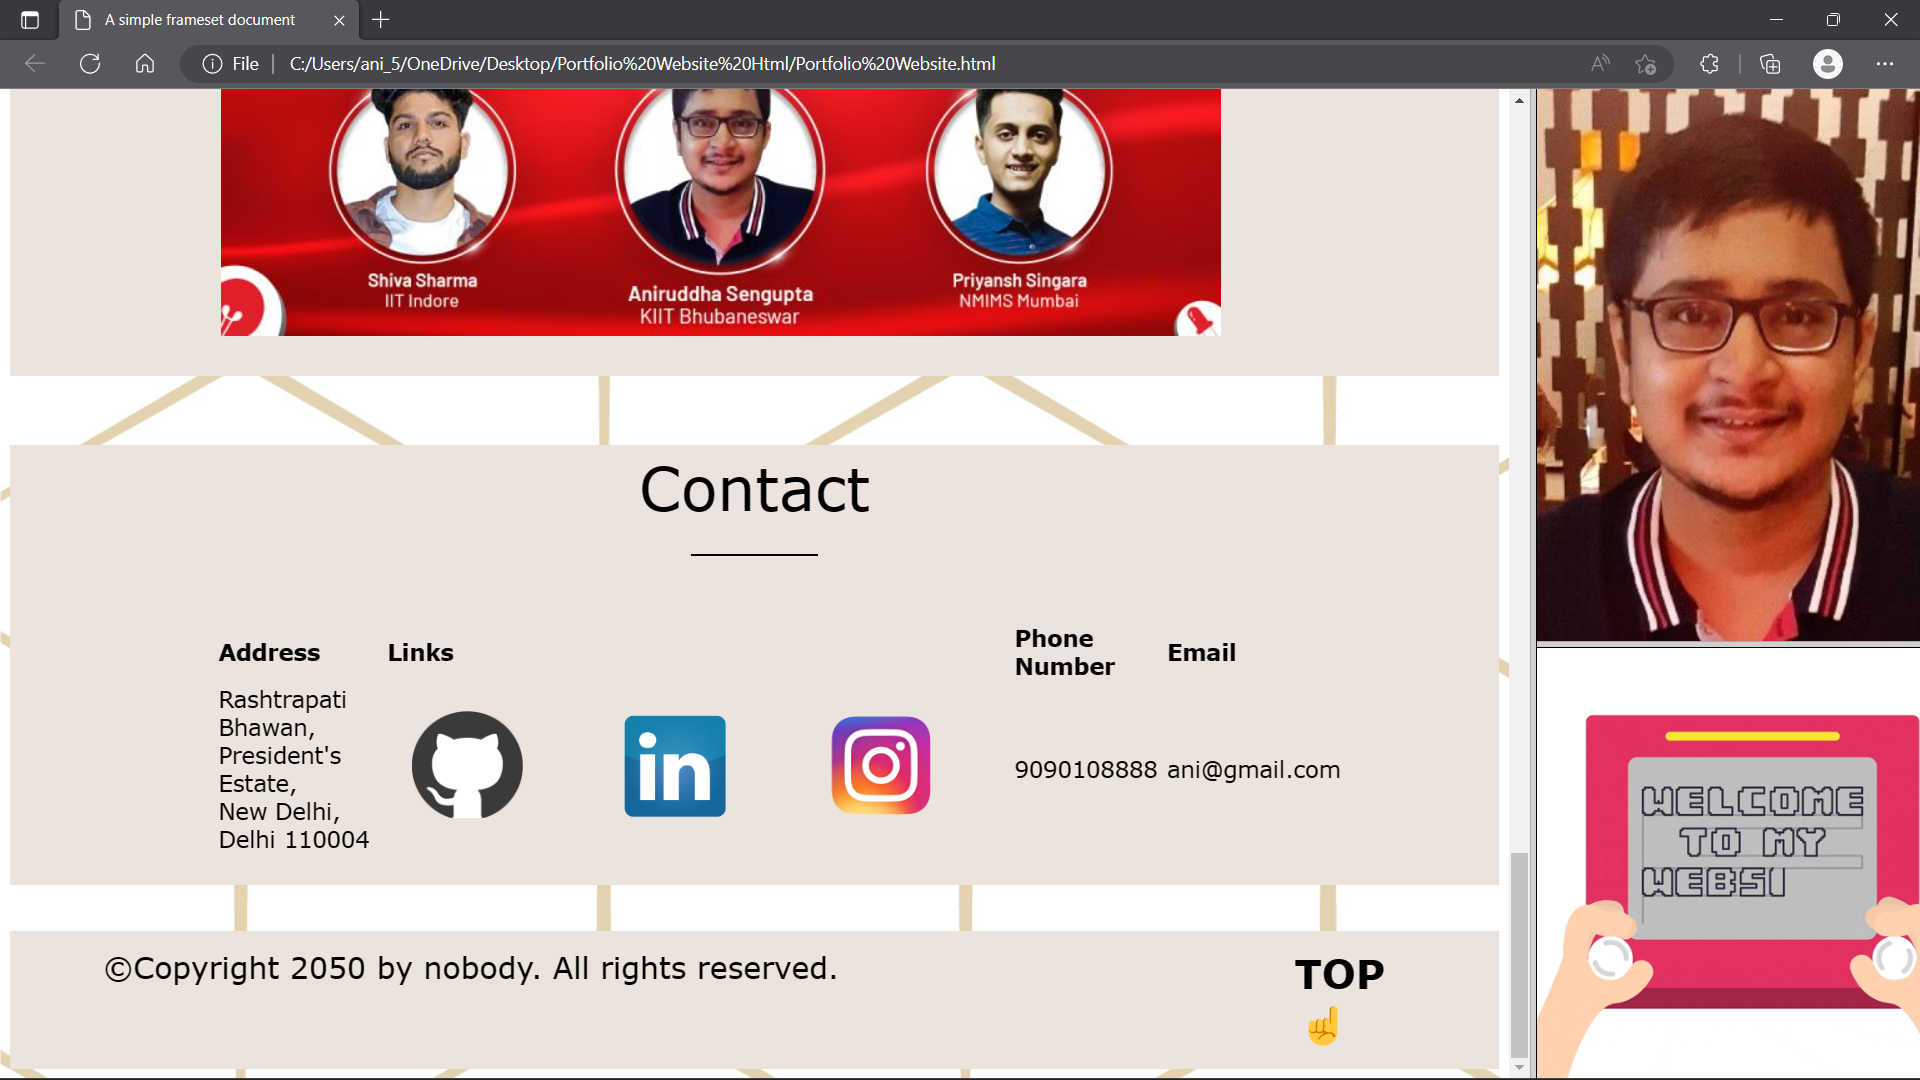 A simple frameset document
File
C:/Users/ani_5/OneDrive/Desktop/Portfolio%20Website%20Html/Portfolio%20Website.html
Shiva Sharma
IIT Indore
Aniruddha Sengupta
KIIT Bhubaneswar
Priyansh Singara
NMIMS Mumbai
Contact
Address
Links
Phone
Number
Email
Rashtrapati
Bhawan,
President's
Estate,
New Delhi,
Delhi 110004
in
9090108888
ani@gmail.com
©Copyright 2050 by nobody. All rights reserved.
TOP
WELCOME
TO MY
WEBSI